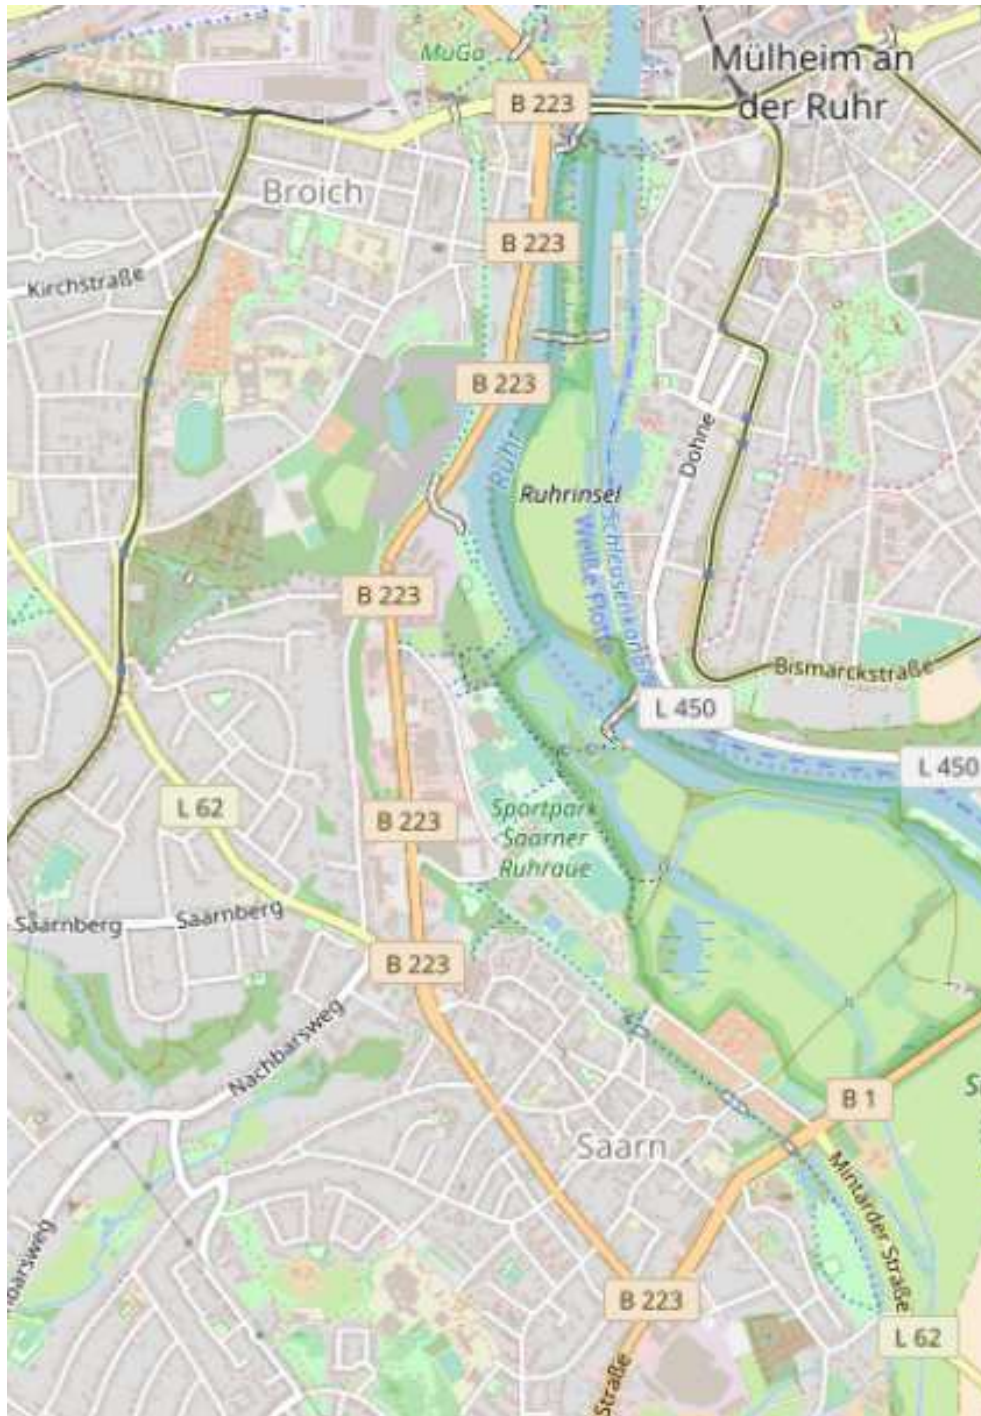 MuGa
Mülheim an
der Ruhr
B 223
Broich
B 223
Kirchstraße
B 223
Ruhr
Ruhrinsel
Dohne
Weiße Flotte
Schleusenkanal
B 223
Bismarckstraße
L 450
L 450
L 62
B 223
Sportpark
Saarner
Ruhraue
Saarnberg
Saarnberg
B 223
Nachbarsweg
S
B 1
Saarn
Mintarder Straße
hbarsweg
B 223
L 62
Straße